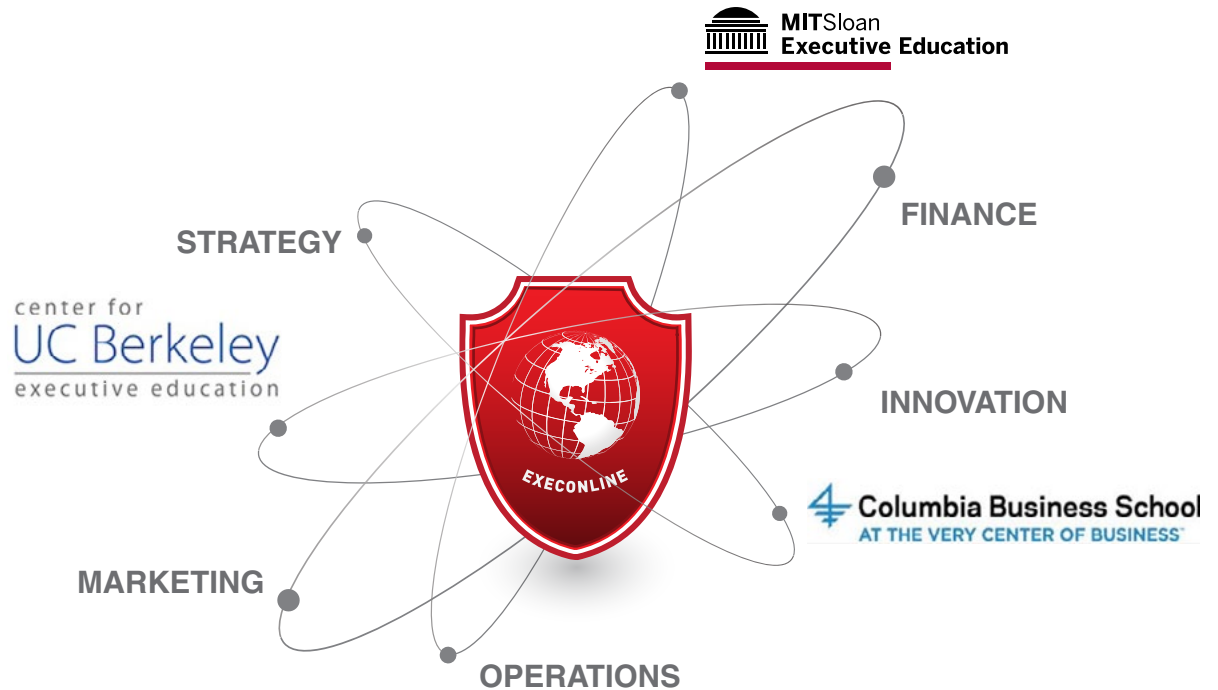 MITSloan
Executive Education
FINANCE
STRATEGY
center for
UC Berkeley
executive education
INNOVATION
EXECONLINE
Columbia Business School
AT THE VERY CENTER OF BUSINESS™
MARKETING
OPERATIONS